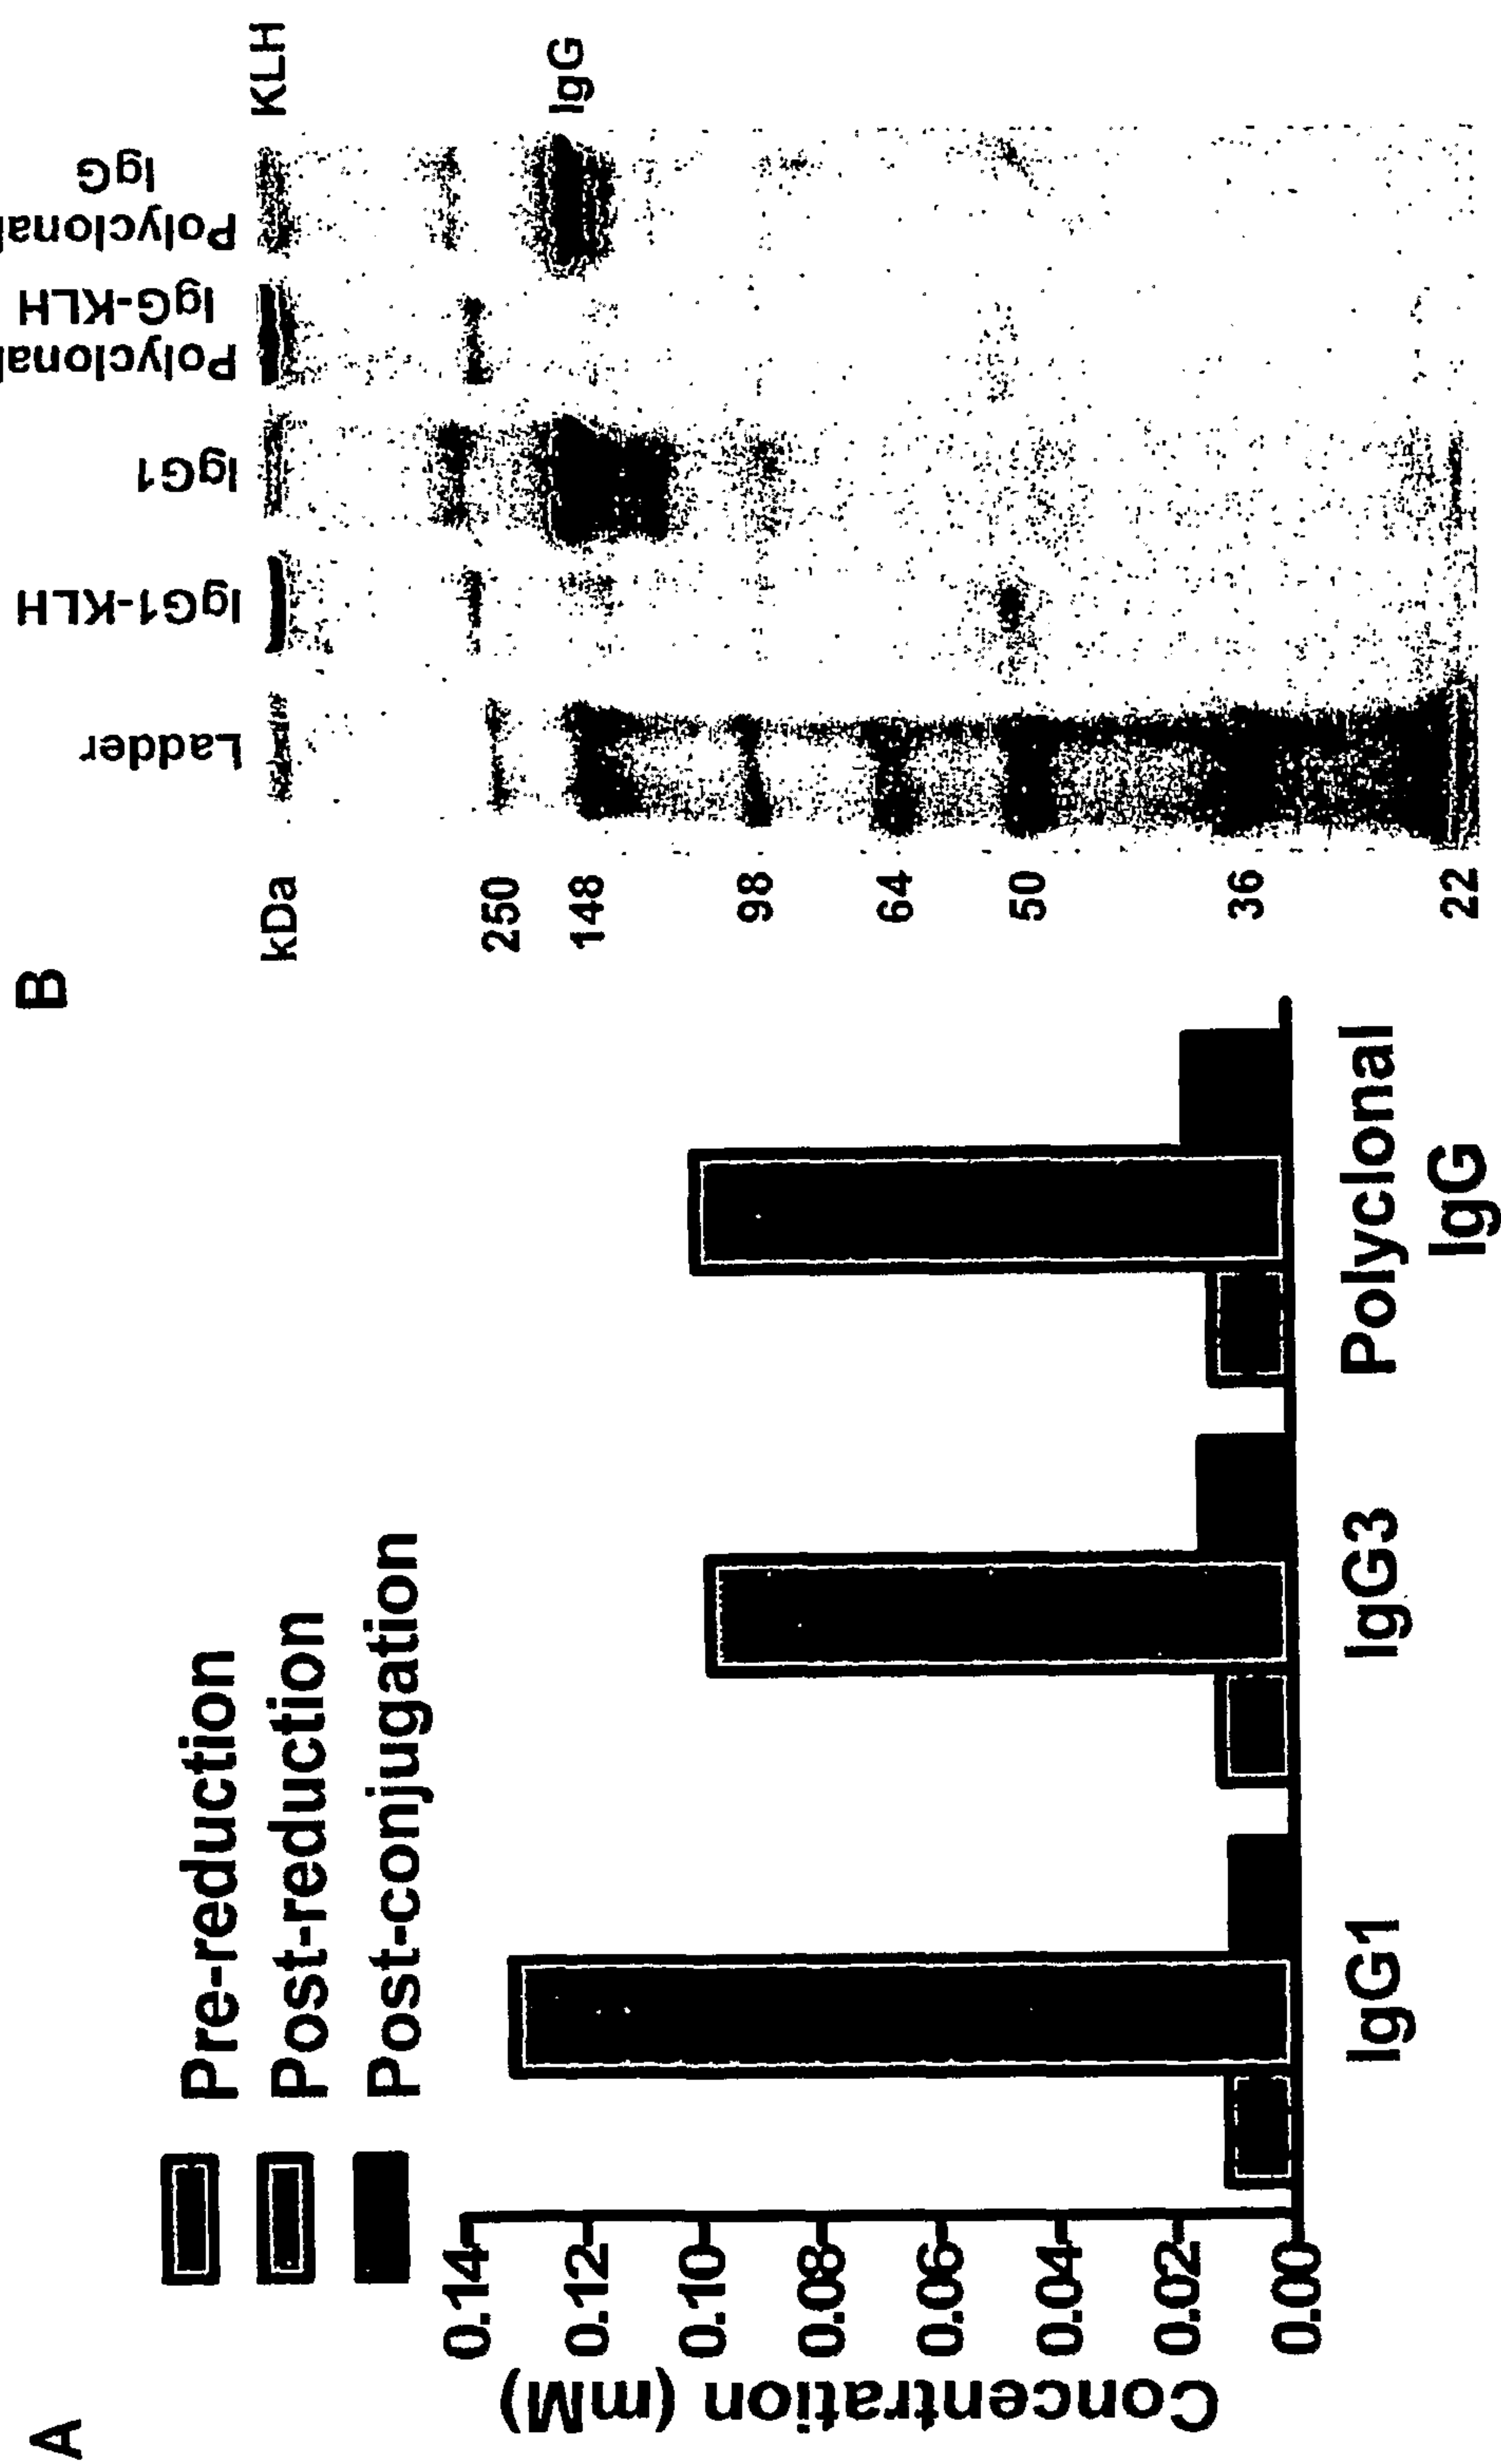 A
Pre-reduction
Post-reduction
Post-conjugation
Concentration (mM)
0.14
0.12
0.10
0.08
0.06
0.04
0.02
0.00
IgG1
IgG3
Polyclonal
IgG
B
kDa
250
148
98
64
50
36
22
Ladder
IgG1-KLH
IgG1
Polyclonal
IgG-KLH
Polyclonal
IgG
KLH
IgG